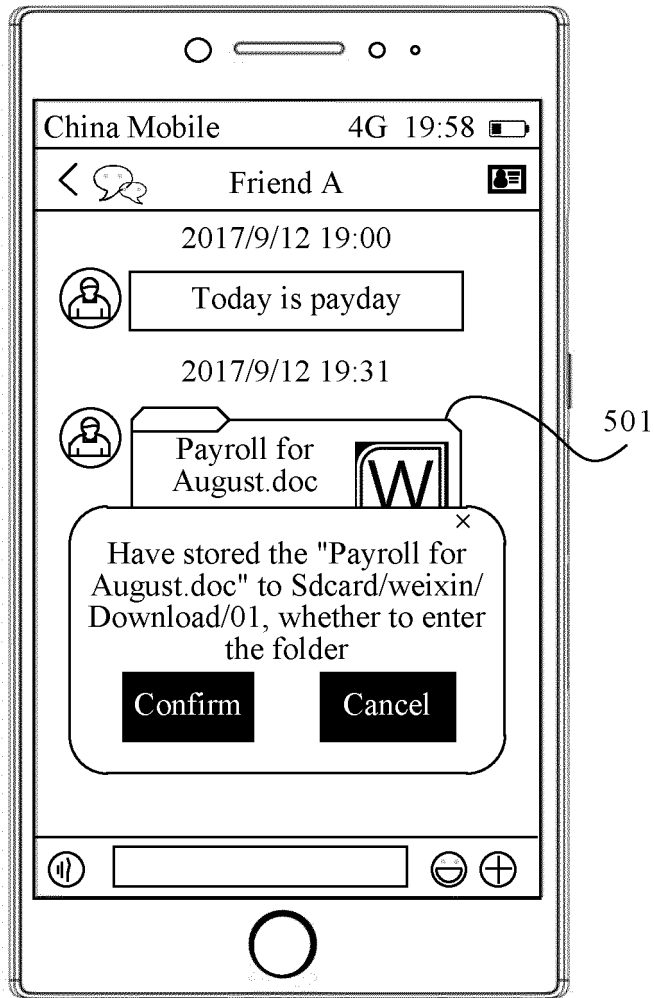 China Mobile 4G 19:58
Friend A
2017/9/12 19:00
Today is payday
2017/9/12 19:31
501
Payroll for
August.doc
W
×
Have stored the "Payroll for
August.doc" to Sdcard/weixin/
Download/01, whether to enter
the folder
Confirm Cancel